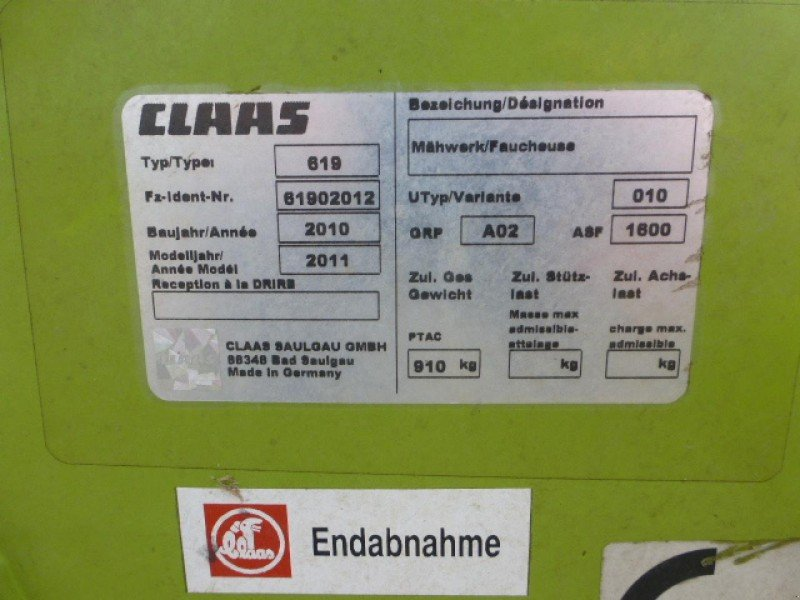 CLAAS
Typ/Type: 619
Fz-Ident-Nr. 61902012
Baujahr/Année 2010
Modelljahr/
Année Modèl 2011
Reception à la DRIRE
CLAAS SAULGAU GMBH
88348 Bad Saulgau
Made in Germany
Bezeichung/Désignation
Mähwerk/Faucheuse
UTyp/Variante 010
GRP A02 ASF 1600
Zul. Ges Zul. Stütz- Zul. Achs-
Gewicht last last
PTAC Masse max charge max.
admissible- admissible
attelage
910 kg kg kg
Claas Endabnahme